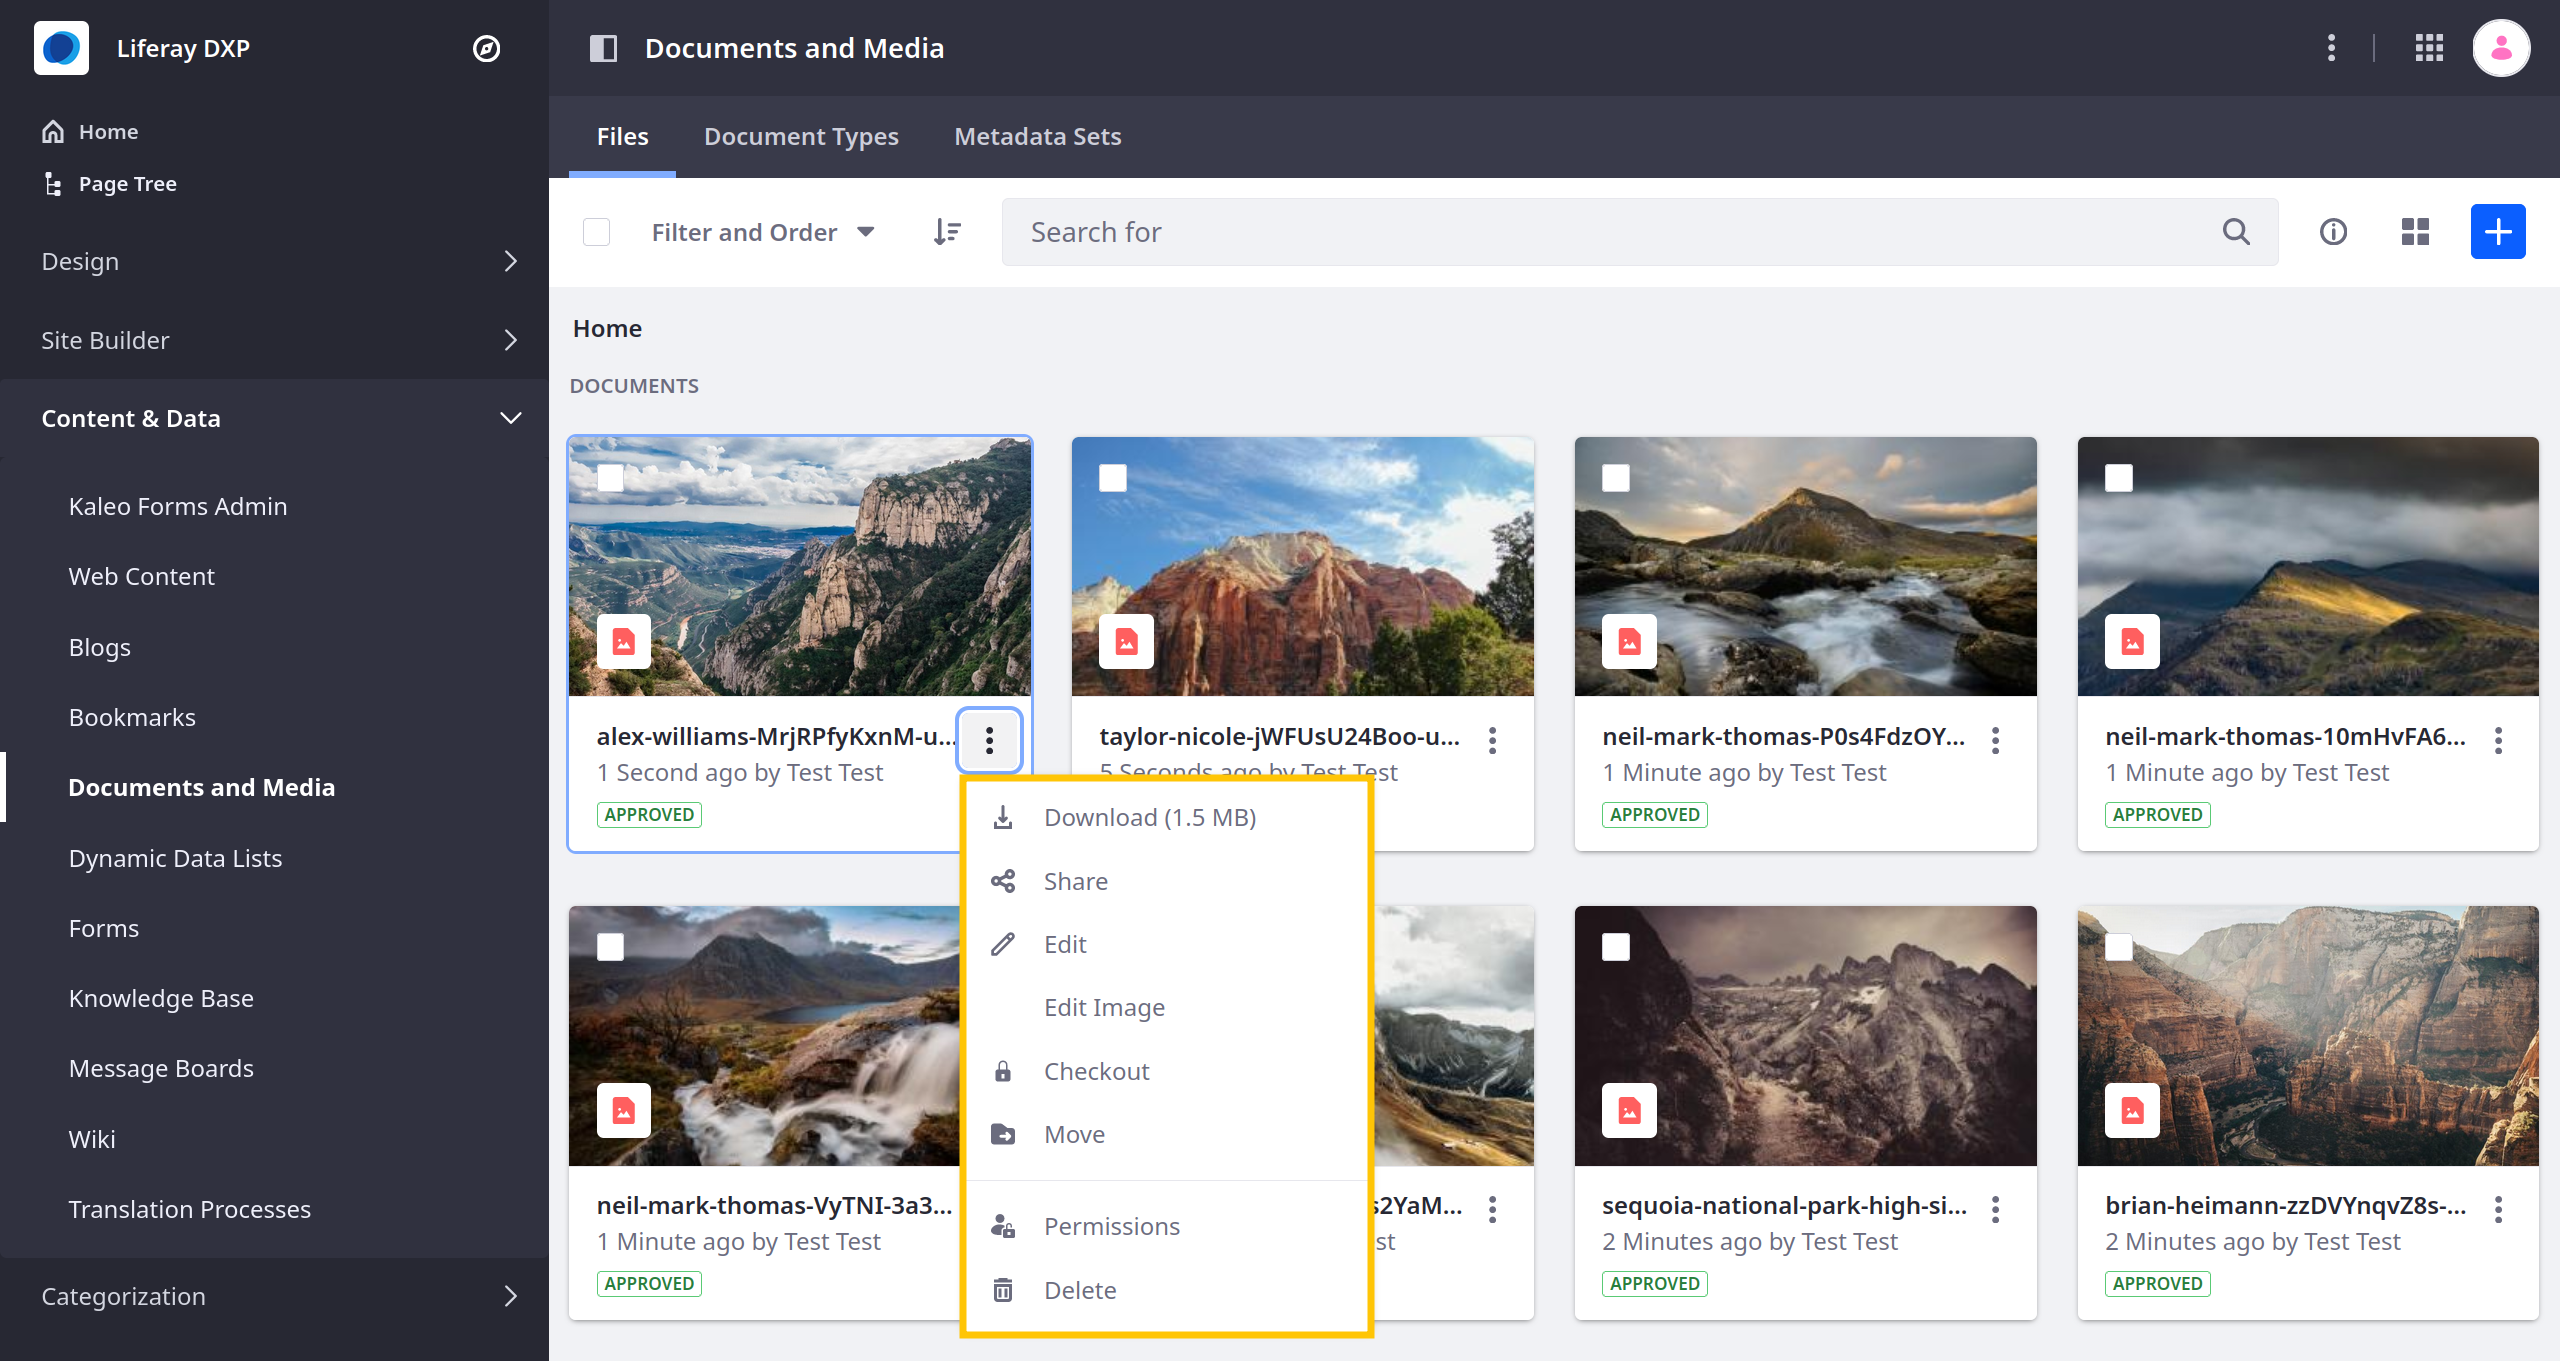 Liferay DXP
Home
Page Tree
Design
Site Builder
Content & Data
Kaleo Forms Admin
Web Content
Blogs
Bookmarks
Documents and Media
Dynamic Data Lists
Forms
Knowledge Base
Message Boards
Wiki
Translation Processes
Categorization
Documents and Media
Files Document Types Metadata Sets
Filter and Order
Search for
Home
DOCUMENTS
alex-williams-MrjRPfyKxnM-u...
1 Second ago by Test Test
APPROVED
taylor-nicole-jWFUsU24Boo-u...
5 Seconds ago by Test Test
neil-mark-thomas-P0s4FdzOY...
1 Minute ago by Test Test
APPROVED
neil-mark-thomas-10mHvFA6...
1 Minute ago by Test Test
APPROVED
Download (1.5 MB)
Share
Edit
Edit Image
Checkout
Move
Permissions
Delete
neil-mark-thomas-VyTNI-3a3...
1 Minute ago by Test Test
APPROVED
s2YaM...
st
sequoia-national-park-high-si...
2 Minutes ago by Test Test
APPROVED
brian-heimann-zzDVYnqvZ8s-...
2 Minutes ago by Test Test
APPROVED